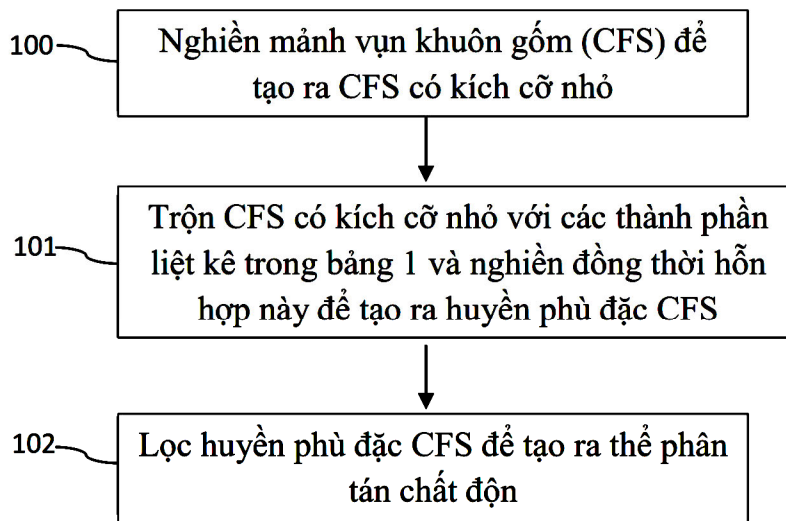 100
Nghiền mảnh vụn khuôn gốm (CFS) để
tạo ra CFS có kích cỡ nhỏ
101
Trộn CFS có kích cỡ nhỏ với các thành phần
liệt kê trong bảng 1 và nghiền đồng thời hỗn
hợp này để tạo ra huyền phù đặc CFS
102
Lọc huyền phù đặc CFS để tạo ra thể phân
tán chất độn